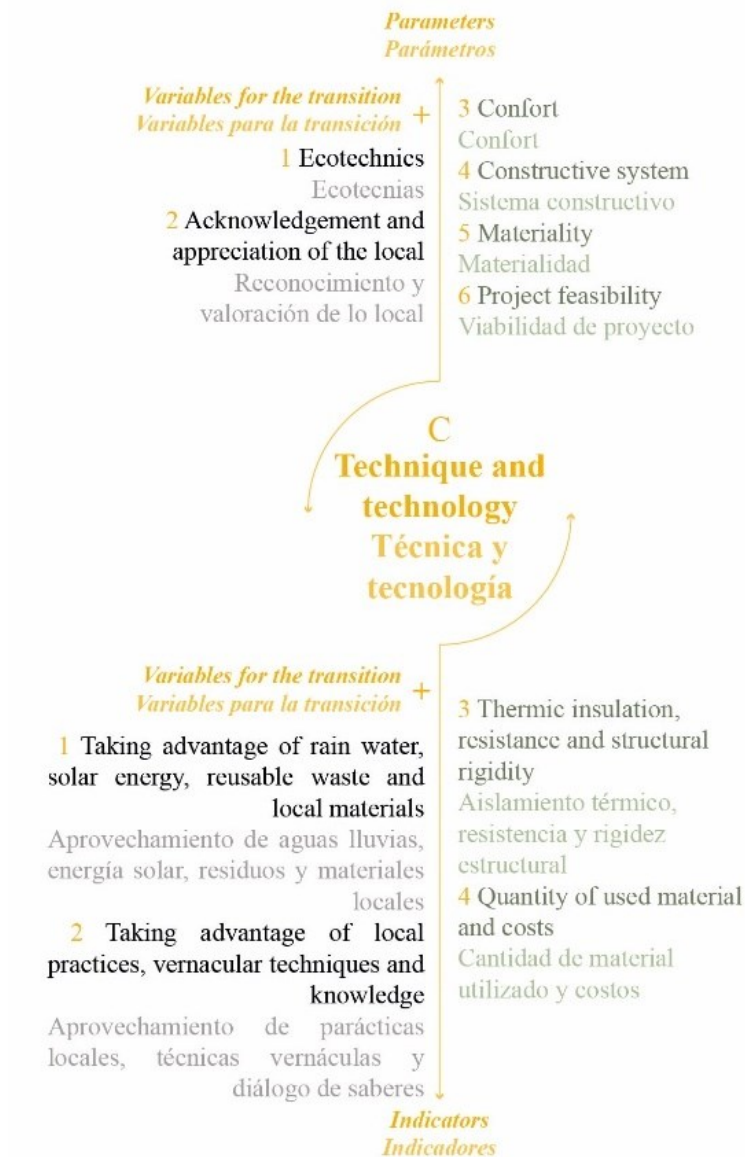 Parameters
Parámetros
Variables for the transition
Variables para la transición
+
1 Ecotechnics
Ecotecnias
2 Acknowledgement and
appreciation of the local
Reconocimiento y
valoración de lo local
3 Confort
Confort
4 Constructive system
Sistema constructivo
5 Materiality
Materialidad
6 Project feasibility
Viabilidad de proyecto
C
Technique and
technology
Técnica y
tecnología
Variables for the transition
Variables para la transición
+
1 Taking advantage of rain water,
solar energy, reusable waste and
local materials
Aprovechamiento de aguas lluvias,
energía solar, residuos y materiales
locales
2 Taking advantage of local
practices, vernacular techniques and
knowledge
Aprovechamiento de parácticas
locales, técnicas vernáculas y
diálogo de saberes
3 Thermic insulation,
resistance and structural
rigidity
Aislamiento térmico,
resistencia y rigidez
estructural
4 Quantity of used material
and costs
Cantidad de material
utilizado y costos
Indicators
Indicadores